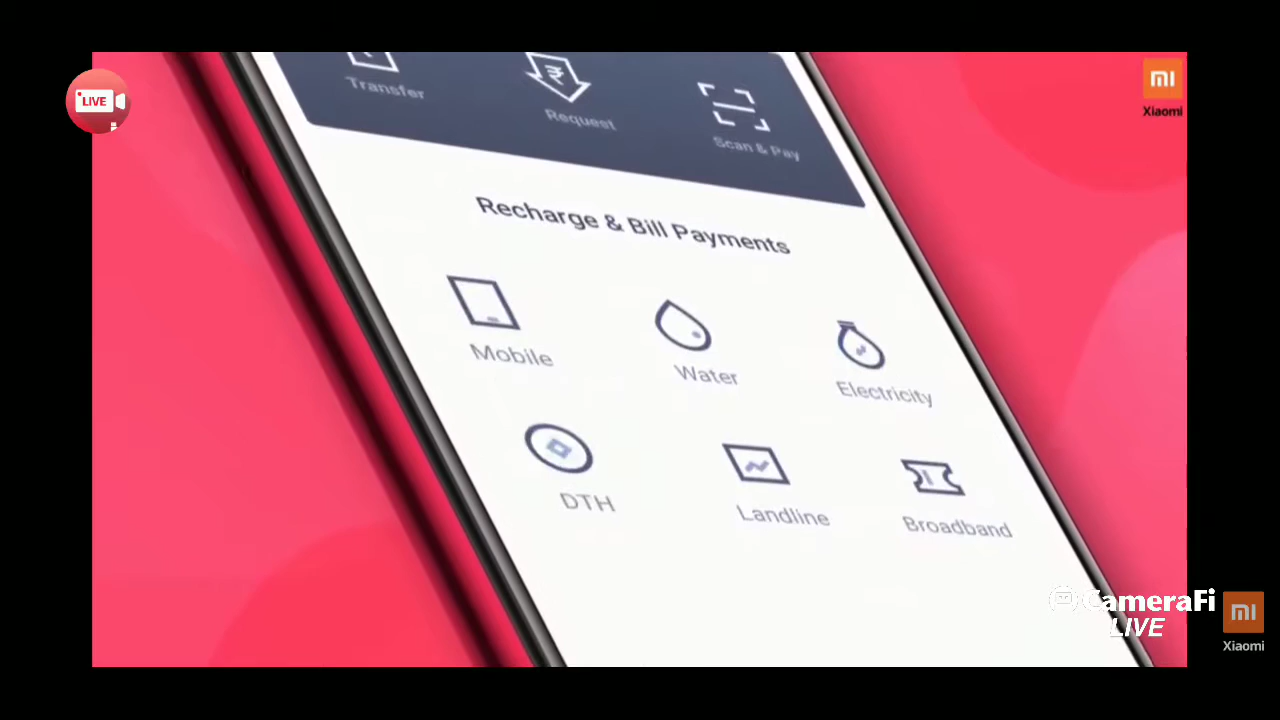 LIVE
Xiaomi
Transfer
Request
Scan & Pay
Recharge & Bill Payments
Mobile
Water
Electricity
DTH
Landline
Broadband
CameraFi
LIVE
Xiaomi